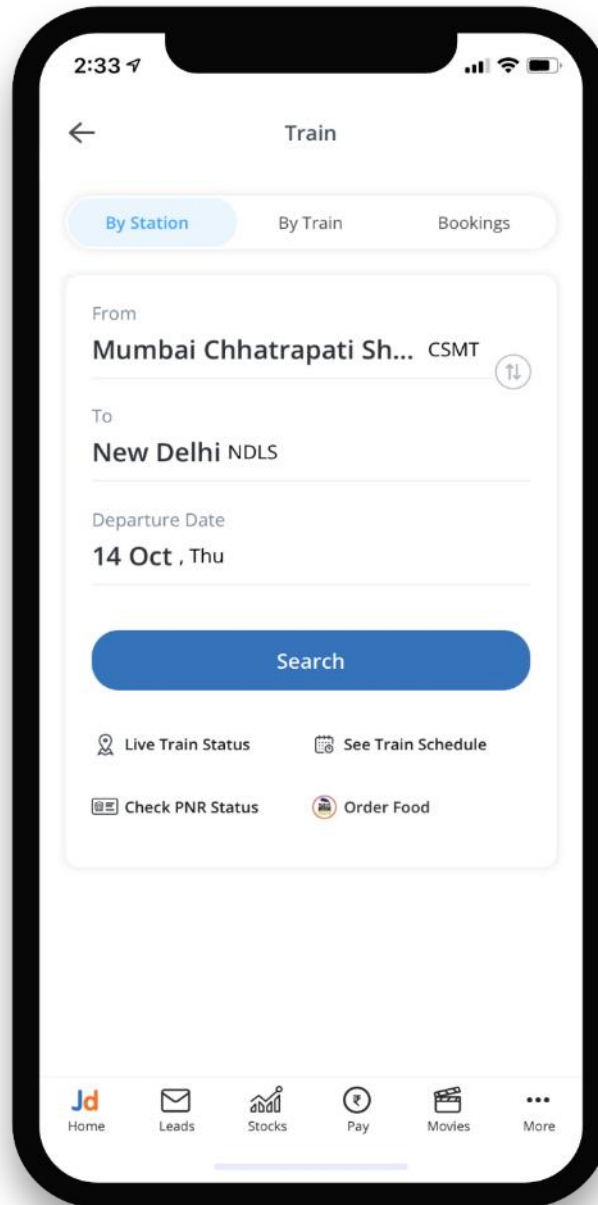 2:33
Train
By Station By Train Bookings
From
Mumbai Chhatrapati Sh... CSMT
To
New Delhi NDLS
Departure Date
14 Oct , Thu
Search
Live Train Status See Train Schedule
Check PNR Status Order Food
Jd
Home Leads Stocks Pay Movies More